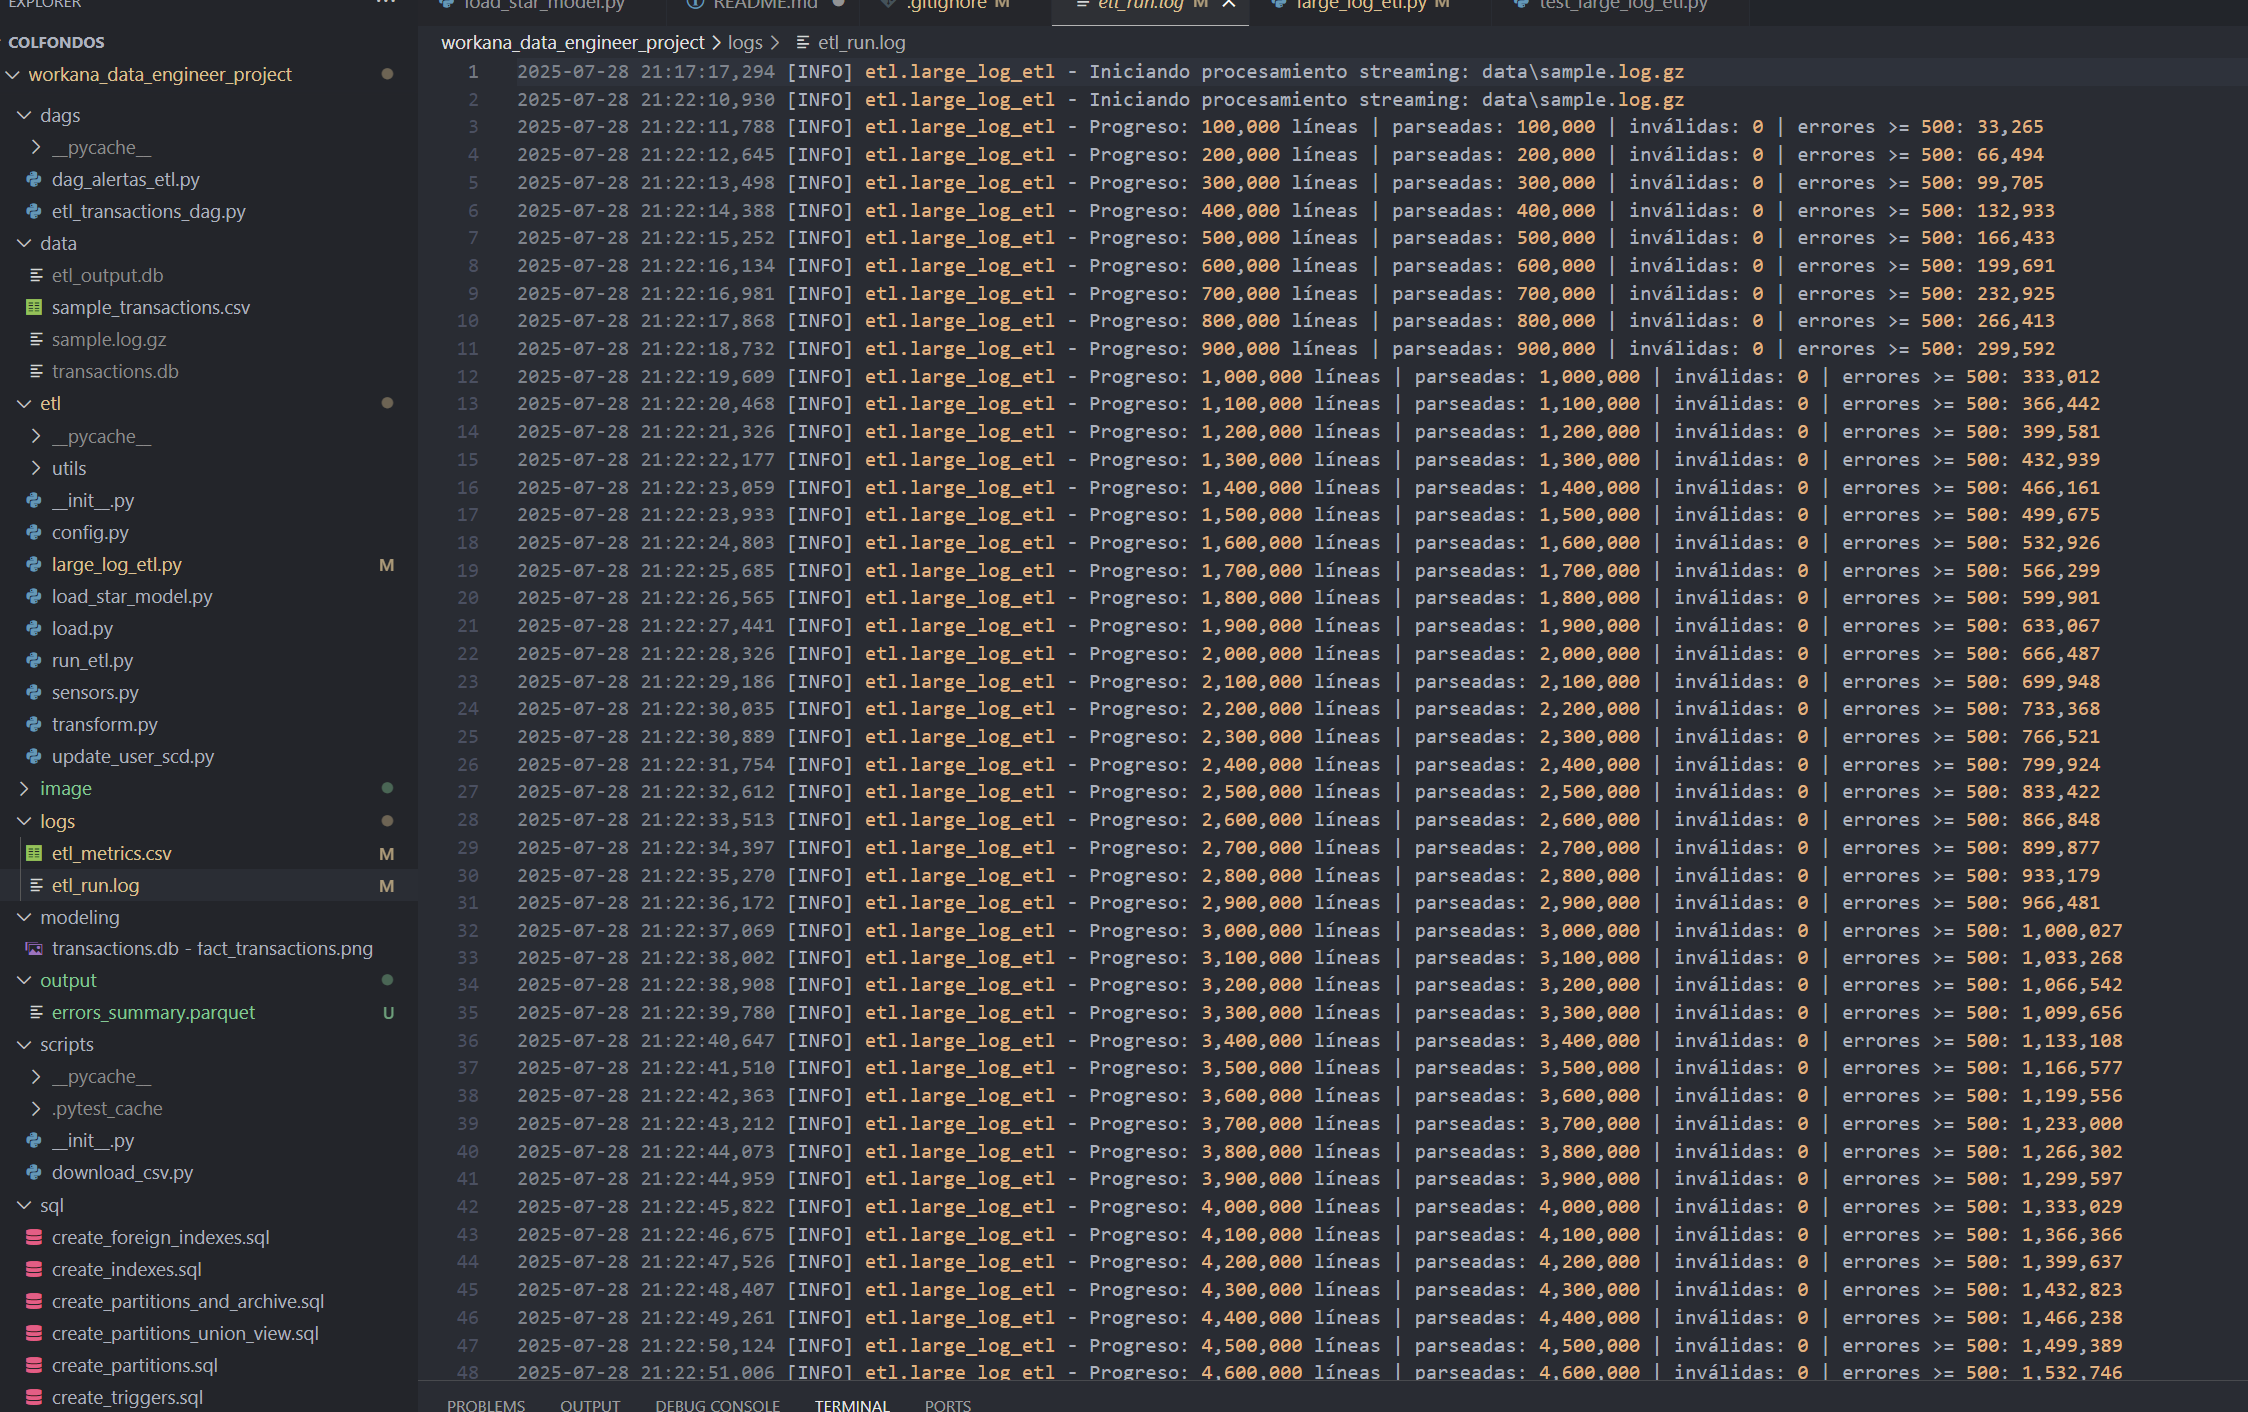 EXPLORER
COLFONDOS
workana_data_engineer_project
dags
__pycache__
dag_alertas_etl.py
etl_transactions_dag.py
data
etl_output.db
sample_transactions.csv
sample.log.gz
transactions.db
etl
__pycache__
utils
__init__.py
config.py
large_log_etl.py M
load_star_model.py
load.py
run_etl.py
sensors.py
transform.py
update_user_scd.py
image
logs
etl_metrics.csv M
etl_run.log M
modeling
transactions.db - fact_transactions.png
output
errors_summary.parquet U
scripts
__pycache__
.pytest_cache
__init__.py
download_csv.py
sql
create_foreign_indexes.sql
create_indexes.sql
create_partitions_and_archive.sql
create_partitions_union_view.sql
create_partitions.sql
create_triggers.sql
load_star_model.py README.md .gitignore M etl_run.log M large_log_etl.py M test_large_log_etl.py
workana_data_engineer_project > logs > etl_run.log
1 2025-07-28 21:17:17,294 [INFO] etl.large_log_etl - Iniciando procesamiento streaming: data\sample.log.gz
2 2025-07-28 21:22:10,930 [INFO] etl.large_log_etl - Iniciando procesamiento streaming: data\sample.log.gz
3 2025-07-28 21:22:11,788 [INFO] etl.large_log_etl - Progreso: 100,000 líneas | parseadas: 100,000 | inválidas: 0 | errores >= 500: 33,265
4 2025-07-28 21:22:12,645 [INFO] etl.large_log_etl - Progreso: 200,000 líneas | parseadas: 200,000 | inválidas: 0 | errores >= 500: 66,494
5 2025-07-28 21:22:13,498 [INFO] etl.large_log_etl - Progreso: 300,000 líneas | parseadas: 300,000 | inválidas: 0 | errores >= 500: 99,705
6 2025-07-28 21:22:14,388 [INFO] etl.large_log_etl - Progreso: 400,000 líneas | parseadas: 400,000 | inválidas: 0 | errores >= 500: 132,933
7 2025-07-28 21:22:15,252 [INFO] etl.large_log_etl - Progreso: 500,000 líneas | parseadas: 500,000 | inválidas: 0 | errores >= 500: 166,433
8 2025-07-28 21:22:16,134 [INFO] etl.large_log_etl - Progreso: 600,000 líneas | parseadas: 600,000 | inválidas: 0 | errores >= 500: 199,691
9 2025-07-28 21:22:16,981 [INFO] etl.large_log_etl - Progreso: 700,000 líneas | parseadas: 700,000 | inválidas: 0 | errores >= 500: 232,925
10 2025-07-28 21:22:17,868 [INFO] etl.large_log_etl - Progreso: 800,000 líneas | parseadas: 800,000 | inválidas: 0 | errores >= 500: 266,413
11 2025-07-28 21:22:18,732 [INFO] etl.large_log_etl - Progreso: 900,000 líneas | parseadas: 900,000 | inválidas: 0 | errores >= 500: 299,592
12 2025-07-28 21:22:19,609 [INFO] etl.large_log_etl - Progreso: 1,000,000 líneas | parseadas: 1,000,000 | inválidas: 0 | errores >= 500: 333,012
13 2025-07-28 21:22:20,468 [INFO] etl.large_log_etl - Progreso: 1,100,000 líneas | parseadas: 1,100,000 | inválidas: 0 | errores >= 500: 366,442
14 2025-07-28 21:22:21,326 [INFO] etl.large_log_etl - Progreso: 1,200,000 líneas | parseadas: 1,200,000 | inválidas: 0 | errores >= 500: 399,581
15 2025-07-28 21:22:22,177 [INFO] etl.large_log_etl - Progreso: 1,300,000 líneas | parseadas: 1,300,000 | inválidas: 0 | errores >= 500: 432,939
16 2025-07-28 21:22:23,059 [INFO] etl.large_log_etl - Progreso: 1,400,000 líneas | parseadas: 1,400,000 | inválidas: 0 | errores >= 500: 466,161
17 2025-07-28 21:22:23,933 [INFO] etl.large_log_etl - Progreso: 1,500,000 líneas | parseadas: 1,500,000 | inválidas: 0 | errores >= 500: 499,675
18 2025-07-28 21:22:24,803 [INFO] etl.large_log_etl - Progreso: 1,600,000 líneas | parseadas: 1,600,000 | inválidas: 0 | errores >= 500: 532,926
19 2025-07-28 21:22:25,685 [INFO] etl.large_log_etl - Progreso: 1,700,000 líneas | parseadas: 1,700,000 | inválidas: 0 | errores >= 500: 566,299
20 2025-07-28 21:22:26,565 [INFO] etl.large_log_etl - Progreso: 1,800,000 líneas | parseadas: 1,800,000 | inválidas: 0 | errores >= 500: 599,901
21 2025-07-28 21:22:27,441 [INFO] etl.large_log_etl - Progreso: 1,900,000 líneas | parseadas: 1,900,000 | inválidas: 0 | errores >= 500: 633,067
22 2025-07-28 21:22:28,326 [INFO] etl.large_log_etl - Progreso: 2,000,000 líneas | parseadas: 2,000,000 | inválidas: 0 | errores >= 500: 666,487
23 2025-07-28 21:22:29,186 [INFO] etl.large_log_etl - Progreso: 2,100,000 líneas | parseadas: 2,100,000 | inválidas: 0 | errores >= 500: 699,948
24 2025-07-28 21:22:30,035 [INFO] etl.large_log_etl - Progreso: 2,200,000 líneas | parseadas: 2,200,000 | inválidas: 0 | errores >= 500: 733,368
25 2025-07-28 21:22:30,889 [INFO] etl.large_log_etl - Progreso: 2,300,000 líneas | parseadas: 2,300,000 | inválidas: 0 | errores >= 500: 766,521
26 2025-07-28 21:22:31,754 [INFO] etl.large_log_etl - Progreso: 2,400,000 líneas | parseadas: 2,400,000 | inválidas: 0 | errores >= 500: 799,924
27 2025-07-28 21:22:32,612 [INFO] etl.large_log_etl - Progreso: 2,500,000 líneas | parseadas: 2,500,000 | inválidas: 0 | errores >= 500: 833,422
28 2025-07-28 21:22:33,513 [INFO] etl.large_log_etl - Progreso: 2,600,000 líneas | parseadas: 2,600,000 | inválidas: 0 | errores >= 500: 866,848
29 2025-07-28 21:22:34,397 [INFO] etl.large_log_etl - Progreso: 2,700,000 líneas | parseadas: 2,700,000 | inválidas: 0 | errores >= 500: 899,877
30 2025-07-28 21:22:35,270 [INFO] etl.large_log_etl - Progreso: 2,800,000 líneas | parseadas: 2,800,000 | inválidas: 0 | errores >= 500: 933,179
31 2025-07-28 21:22:36,172 [INFO] etl.large_log_etl - Progreso: 2,900,000 líneas | parseadas: 2,900,000 | inválidas: 0 | errores >= 500: 966,481
32 2025-07-28 21:22:37,069 [INFO] etl.large_log_etl - Progreso: 3,000,000 líneas | parseadas: 3,000,000 | inválidas: 0 | errores >= 500: 1,000,027
33 2025-07-28 21:22:38,002 [INFO] etl.large_log_etl - Progreso: 3,100,000 líneas | parseadas: 3,100,000 | inválidas: 0 | errores >= 500: 1,033,268
34 2025-07-28 21:22:38,908 [INFO] etl.large_log_etl - Progreso: 3,200,000 líneas | parseadas: 3,200,000 | inválidas: 0 | errores >= 500: 1,066,542
35 2025-07-28 21:22:39,780 [INFO] etl.large_log_etl - Progreso: 3,300,000 líneas | parseadas: 3,300,000 | inválidas: 0 | errores >= 500: 1,099,656
36 2025-07-28 21:22:40,647 [INFO] etl.large_log_etl - Progreso: 3,400,000 líneas | parseadas: 3,400,000 | inválidas: 0 | errores >= 500: 1,133,108
37 2025-07-28 21:22:41,510 [INFO] etl.large_log_etl - Progreso: 3,500,000 líneas | parseadas: 3,500,000 | inválidas: 0 | errores >= 500: 1,166,577
38 2025-07-28 21:22:42,363 [INFO] etl.large_log_etl - Progreso: 3,600,000 líneas | parseadas: 3,600,000 | inválidas: 0 | errores >= 500: 1,199,556
39 2025-07-28 21:22:43,212 [INFO] etl.large_log_etl - Progreso: 3,700,000 líneas | parseadas: 3,700,000 | inválidas: 0 | errores >= 500: 1,233,000
40 2025-07-28 21:22:44,073 [INFO] etl.large_log_etl - Progreso: 3,800,000 líneas | parseadas: 3,800,000 | inválidas: 0 | errores >= 500: 1,266,302
41 2025-07-28 21:22:44,959 [INFO] etl.large_log_etl - Progreso: 3,900,000 líneas | parseadas: 3,900,000 | inválidas: 0 | errores >= 500: 1,299,597
42 2025-07-28 21:22:45,822 [INFO] etl.large_log_etl - Progreso: 4,000,000 líneas | parseadas: 4,000,000 | inválidas: 0 | errores >= 500: 1,333,029
43 2025-07-28 21:22:46,675 [INFO] etl.large_log_etl - Progreso: 4,100,000 líneas | parseadas: 4,100,000 | inválidas: 0 | errores >= 500: 1,366,366
44 2025-07-28 21:22:47,526 [INFO] etl.large_log_etl - Progreso: 4,200,000 líneas | parseadas: 4,200,000 | inválidas: 0 | errores >= 500: 1,399,637
45 2025-07-28 21:22:48,407 [INFO] etl.large_log_etl - Progreso: 4,300,000 líneas | parseadas: 4,300,000 | inválidas: 0 | errores >= 500: 1,432,823
46 2025-07-28 21:22:49,261 [INFO] etl.large_log_etl - Progreso: 4,400,000 líneas | parseadas: 4,400,000 | inválidas: 0 | errores >= 500: 1,466,238
47 2025-07-28 21:22:50,124 [INFO] etl.large_log_etl - Progreso: 4,500,000 líneas | parseadas: 4,500,000 | inválidas: 0 | errores >= 500: 1,499,389
48 2025-07-28 21:22:51,006 [INFO] etl.large_log_etl - Progreso: 4,600,000 líneas | parseadas: 4,600,000 | inválidas: 0 | errores >= 500: 1,532,746
PROBLEMS OUTPUT DEBUG CONSOLE TERMINAL PORTS